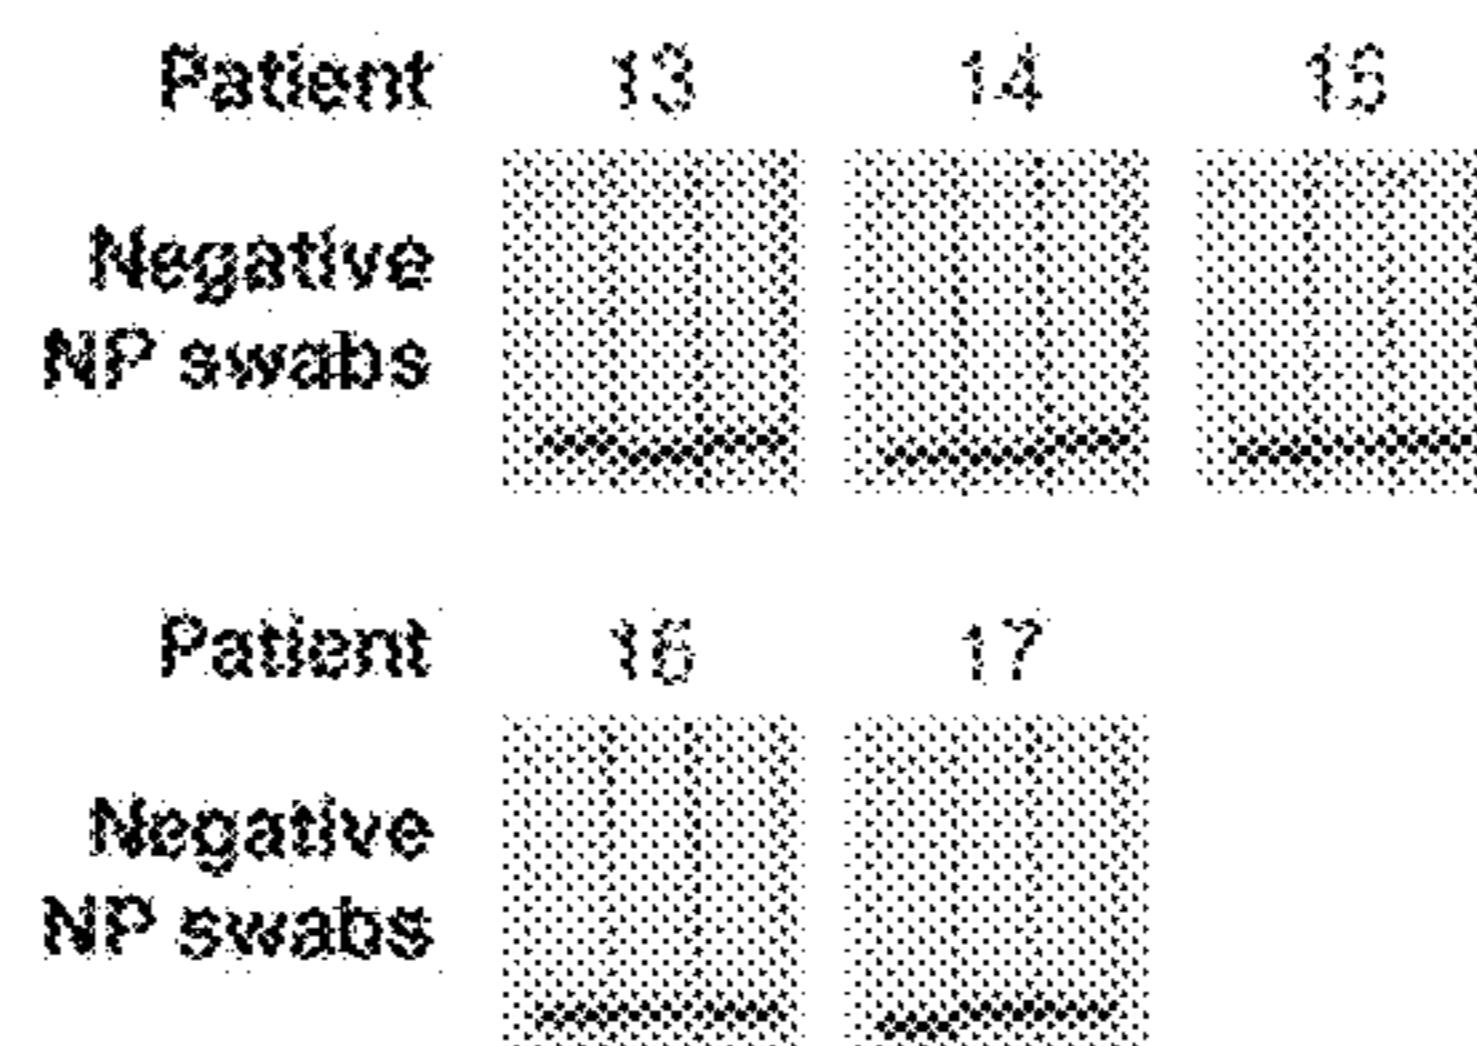 Patient 13 14 15
Negative
NP swabs
Patient 16 17
Negative
NP swabs